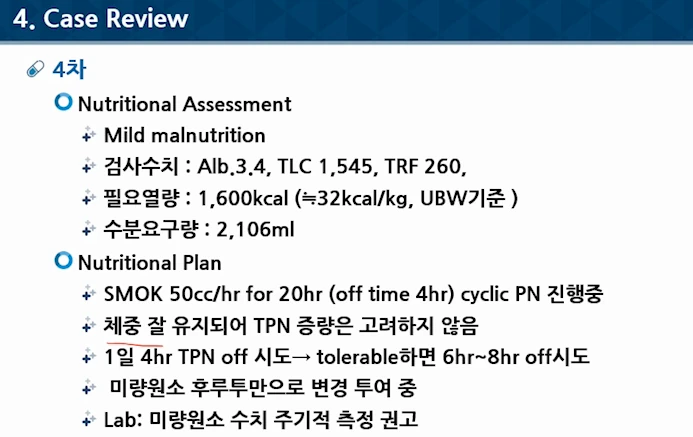 4. Case Review
4차
Nutritional Assessment
Mild malnutrition
검사수치 : Alb.3.4, TLC 1,545, TRF 260,
필요열량 : 1,600kcal (≒32kcal/kg, UBW기준 )
수분요구량 : 2,106ml
Nutritional Plan
SMOK 50cc/hr for 20hr (off time 4hr) cyclic PN 진행중
체중 잘 유지되어 TPN 증량은 고려하지 않음
1일 4hr TPN off 시도→ tolerable하면 6hr~8hr off시도
미량원소 후루투만으로 변경 투여 중
Lab: 미량원소 수치 주기적 측정 권고